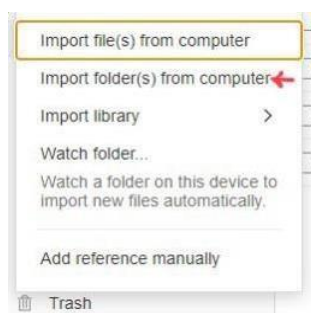 Import file(s) from computer
Import folder(s) from computer
Import library
Watch folder...
Watch a folder on this device to
import new files automatically.
Add reference manually
Trash